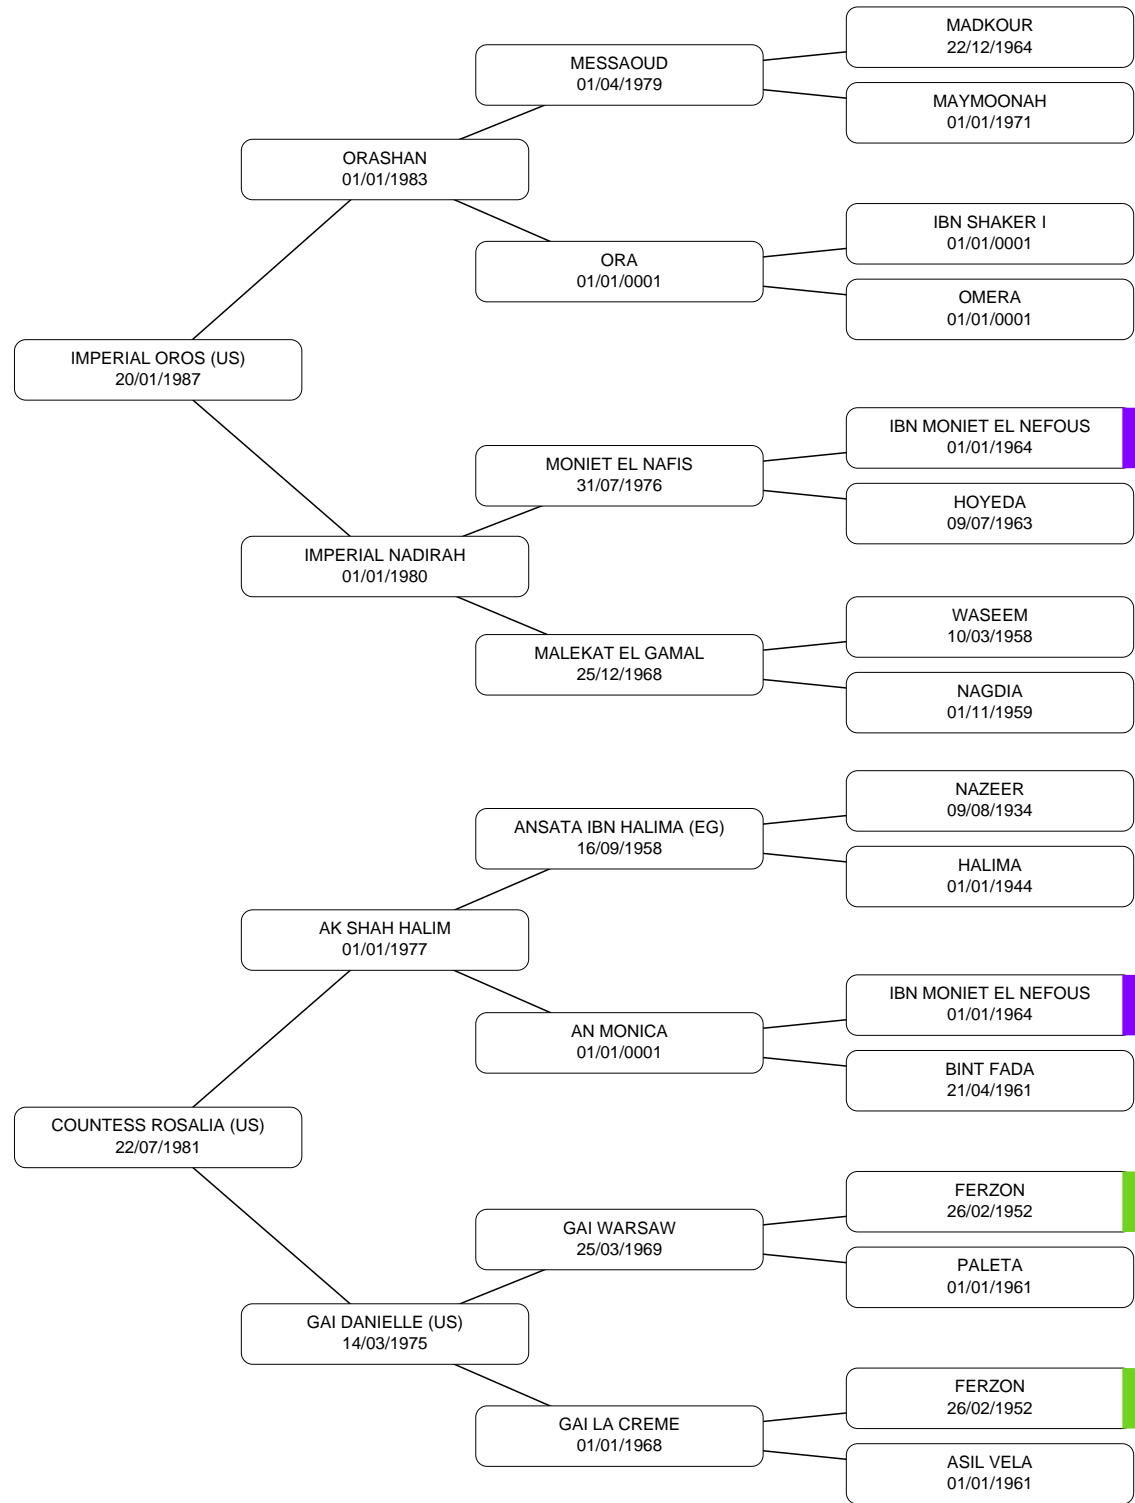 MADKOUR
22/12/1964
MESSAOUD
01/04/1979
MAYMOONAH
01/01/1971
ORASHAN
01/01/1983
IBN SHAKER I
01/01/0001
ORA
01/01/0001
OMERA
01/01/0001
IMPERIAL OROS (US)
20/01/1987
IBN MONIET EL NEFOUS
01/01/1964
MONIET EL NAFIS
31/07/1976
HOYEDA
09/07/1963
IMPERIAL NADIRAH
01/01/1980
WASEEM
10/03/1958
MALEKAT EL GAMAL
25/12/1968
NAGDIA
01/11/1959
NAZEER
09/08/1934
ANSATA IBN HALIMA (EG)
16/09/1958
HALIMA
01/01/1944
AK SHAH HALIM
01/01/1977
IBN MONIET EL NEFOUS
01/01/1964
AN MONICA
01/01/0001
BINT FADA
21/04/1961
COUNTESS ROSALIA (US)
22/07/1981
FERZON
26/02/1952
GAI WARSAW
25/03/1969
PALETA
01/01/1961
GAI DANIELLE (US)
14/03/1975
FERZON
26/02/1952
GAI LA CREME
01/01/1968
ASIL VELA
01/01/1961